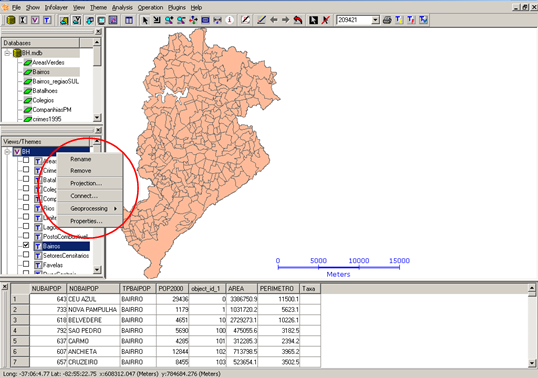 File Show Infolayer View Theme Analysis Operation Plugins Help
209421
Databases
BH.mdb
AreasVerdes
Bairros
Bairros_regiaoSUL
Batalhoes
Colegios
CompanhiasPM
crimes1995
Views/Themes
BH
Rename
Remove
Projection...
Connect...
Geoprocessing
Properties...
Lagoa
PostoCombustivel
Bairros
SetoresCensitarios
Favelas
0 5000 10000 15000
Meters
NUBAIPOP NOBAIPOP TPBAIPOP POP2000 object_id_1 AREA PERIMETRO Taxa
1 643 CEU AZUL BAIRRO 29436 0 3386750.9 11500.1
2 733 NOVA PAMPULHA BAIRRO 1179 1 1031720.2 5623.1
3 618 BELVEDERE BAIRRO 4651 10 2729273.1 10226.1
4 792 SAO PEDRO BAIRRO 5690 100 475055.6 3182.5
5 637 CARMO BAIRRO 4285 101 312285.3 2394.2
6 607 ANCHIETA BAIRRO 12844 102 713798.5 3965.2
7 657 CRUZEIRO BAIRRO 8455 103 523654.1 3502.5
Long: -37:06:4.77 Lat: -82:55:22.75 x:608312.047 (Meters) y:784684.276 (Meters)